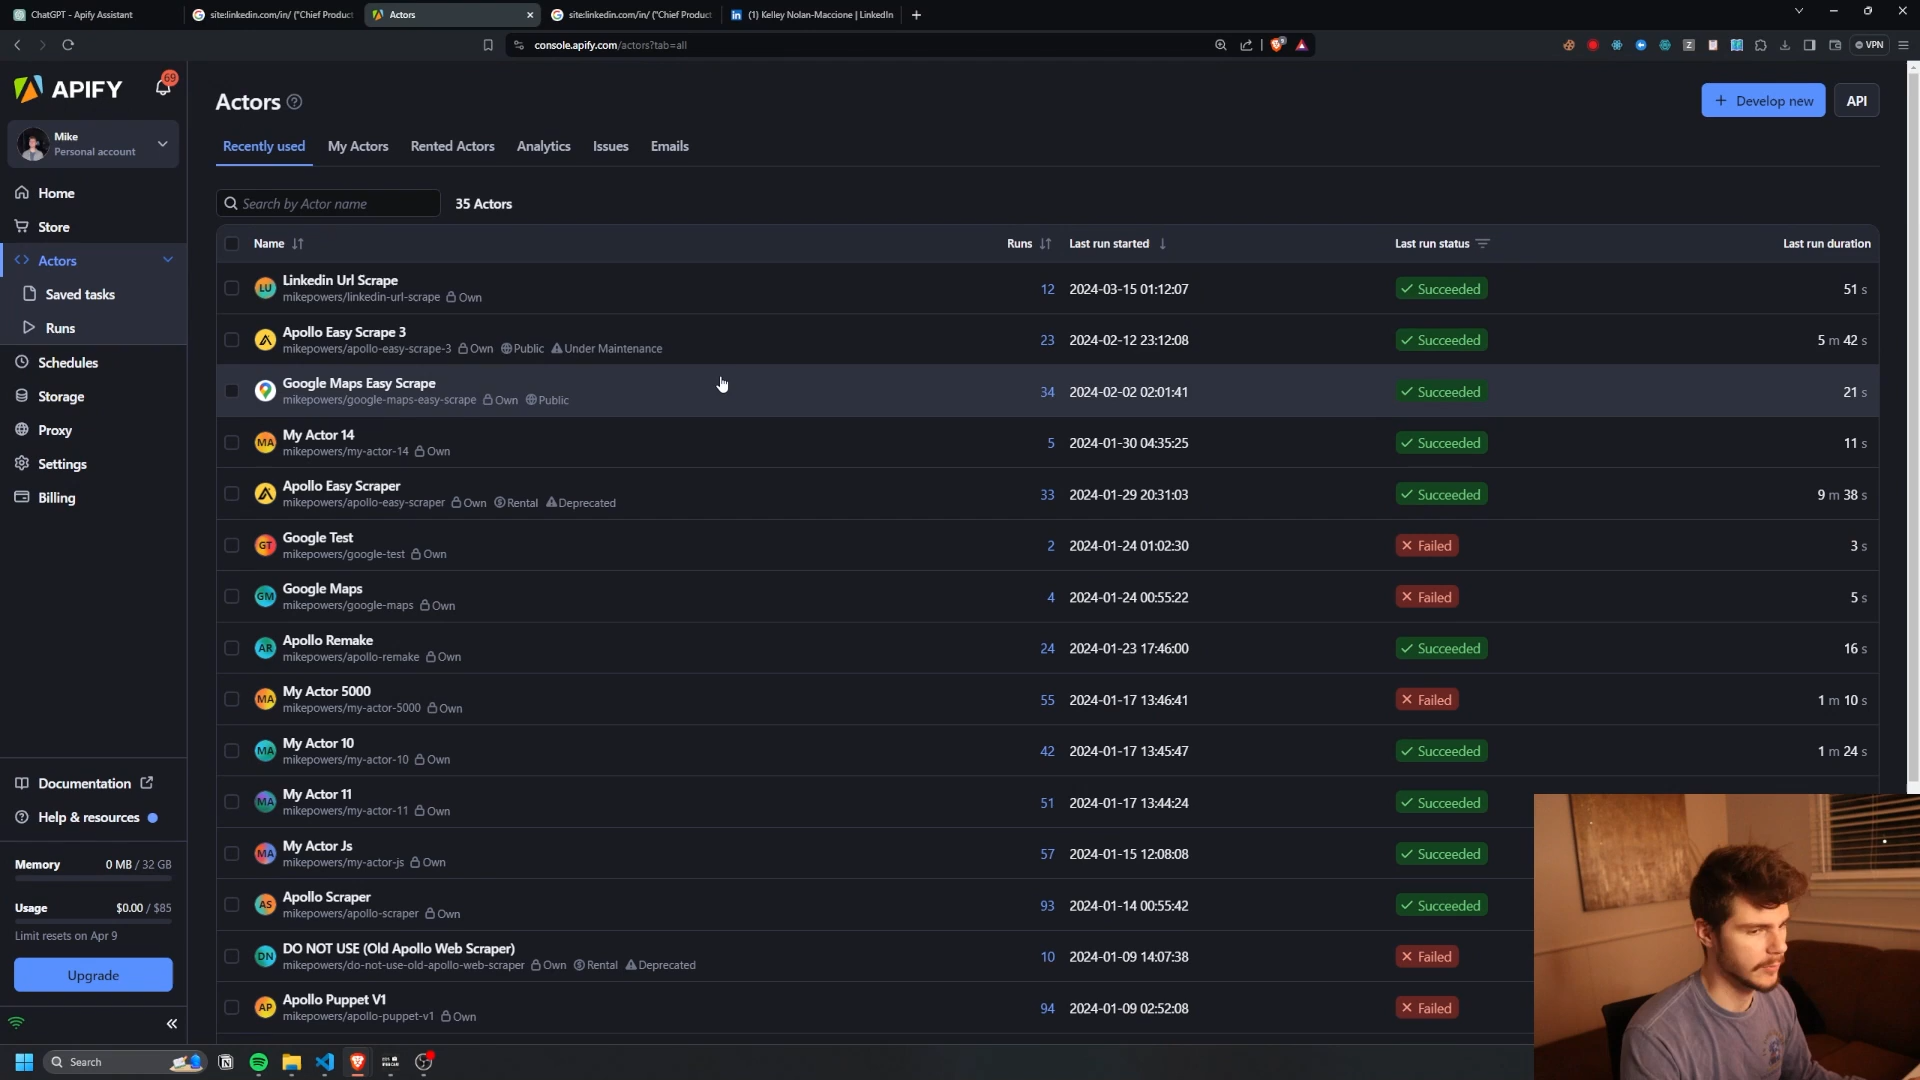 ChatGPT - Apify Assistant
site:linkedin.com/in/ ("Chief Product
Actors
site:linkedin.com/in/ ("Chief Product
(1) Kelley Nolan-Maccione | LinkedIn
console.apify.com/actors?tab=all
VPN
APIFY
69
Mike
Personal account
Home
Store
Actors
Saved tasks
Runs
Schedules
Storage
Proxy
Settings
Billing
Documentation
Help & resources
Memory 0 MB / 32 GB
Usage $0.00 / $85
Limit resets on Apr 9
Upgrade
Actors
+ Develop new
API
Recently used My Actors Rented Actors Analytics Issues Emails
Search by Actor name
35 Actors
Name Runs Last run started Last run status Last run duration
LU Linkedin Url Scrape
mikepowers/linkedin-url-scrape Own
12 2024-03-15 01:12:07 Succeeded 51 s
Apollo Easy Scrape 3
mikepowers/apollo-easy-scrape-3 Own Public Under Maintenance
23 2024-02-12 23:12:08 Succeeded 5 m 42 s
Google Maps Easy Scrape
mikepowers/google-maps-easy-scrape Own Public
34 2024-02-02 02:01:41 Succeeded 21 s
MA My Actor 14
mikepowers/my-actor-14 Own
5 2024-01-30 04:35:25 Succeeded 11 s
Apollo Easy Scraper
mikepowers/apollo-easy-scraper Own Rental Deprecated
33 2024-01-29 20:31:03 Succeeded 9 m 38 s
GT Google Test
mikepowers/google-test Own
2 2024-01-24 01:02:30 Failed 3 s
GM Google Maps
mikepowers/google-maps Own
4 2024-01-24 00:55:22 Failed 5 s
AR Apollo Remake
mikepowers/apollo-remake Own
24 2024-01-23 17:46:00 Succeeded 16 s
MA My Actor 5000
mikepowers/my-actor-5000 Own
55 2024-01-17 13:46:41 Failed 1 m 10 s
MA My Actor 10
mikepowers/my-actor-10 Own
42 2024-01-17 13:45:47 Succeeded 1 m 24 s
MA My Actor 11
mikepowers/my-actor-11 Own
51 2024-01-17 13:44:24 Succeeded
MA My Actor Js
mikepowers/my-actor-js Own
57 2024-01-15 12:08:08 Succeeded
AS Apollo Scraper
mikepowers/apollo-scraper Own
93 2024-01-14 00:55:42 Succeeded
DN DO NOT USE (Old Apollo Web Scraper)
mikepowers/do-not-use-old-apollo-web-scraper Own Rental Deprecated
10 2024-01-09 14:07:38 Failed
AP Apollo Puppet V1
mikepowers/apollo-puppet-v1 Own
94 2024-01-09 02:52:08 Failed
Search